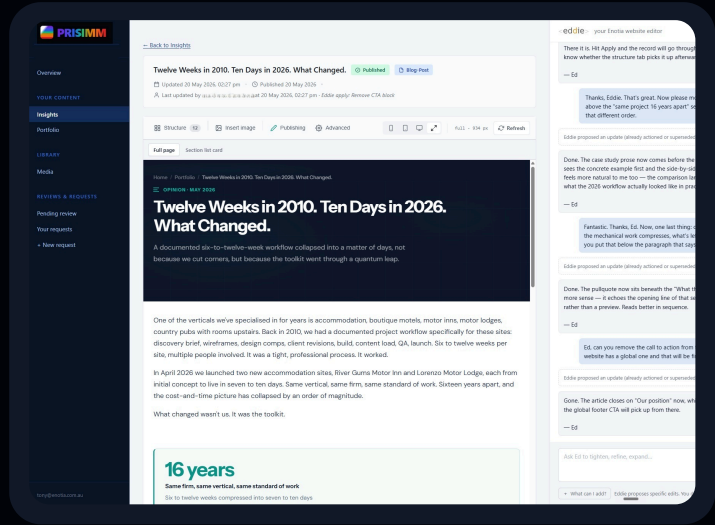 PRISIMM
Overview
YOUR CONTENT
Insights
Portfolio
LIBRARY
Media
REVIEWS & REQUESTS
Pending review
Your requests
+ New request
tony@enotia.com.au
← Back to Insights
Twelve Weeks in 2010. Ten Days in 2026. What Changed.
Published
Blog-Post
Updated 20 May 2026, 02:27 pm
Published 20 May 2026
Last updated by
at 20 May 2026, 02:27 pm - Eddie apply: Remove CTA block
Structure 12
Insert image
Publishing
Advanced
full - 934 px
Refresh
Full page
Section list card
Home / Portfolio / Twelve Weeks in 2010. Ten Days in 2026. What Changed.
OPINION · MAY 2026
Twelve Weeks in 2010. Ten Days in 2026.
What Changed.
A documented six-to-twelve-week workflow collapsed into a matter of days, not
because we cut corners, but because the toolkit went through a quantum leap.
One of the verticals we've specialised in for years is accommodation, boutique motels, motor inns, motor lodges,
country pubs with rooms upstairs. Back in 2010, we had a documented project workflow specifically for these sites:
discovery brief, wireframes, design comps, client revisions, build, content load, QA, launch. Six to twelve weeks per
site, multiple people involved. It was a tight, professional process. It worked.
In April 2026 we launched two new accommodation sites, River Gums Motor Inn and Lorenzo Motor Lodge, each from
initial concept to live in seven to ten days. Same vertical, same firm, same standard of work. Sixteen years apart, and
the cost-and-time picture has collapsed by an order of magnitude.
What changed wasn't us. It was the toolkit.
16 years
Same firm, same vertical, same standard of work
Six to twelve weeks compressed into seven to ten days
eddie
your Enotia website editor
There it is. Hit Apply and the record will go through
know whether the structure tab picks it up afterwa
— Ed
Thanks, Eddie. That's great. Now please m
above the "same project 16 years apart" se
that different order.
Eddie proposed an update (already actioned or superseded
Done. The case study prose now comes before the
sees the concrete example first and the side-by-sid
feels more natural to me too — the comparison la
what the 2026 workflow actually looked like in prac
— Ed
Fantastic. Thanks, Ed. Now, one last thing: c
the mechanical work compresses, what's le
you put that below the paragraph that says
Eddie proposed an update (already actioned or superseded
Done. The pullquote now sits beneath the "What th
more sense — it echoes the opening line of that se
rather than a preview. Reads better in sequence.
— Ed
Ed, can you remove the call to action from
website has a global one and that will be fi
Eddie proposed an update (already actioned or superseded
Gone. The article closes on "Our position" now, wh
the global footer CTA will pick up from there.
— Ed
Ask Ed to tighten, refine, expand...
+ What can I add?
Eddie proposes specific edits. You